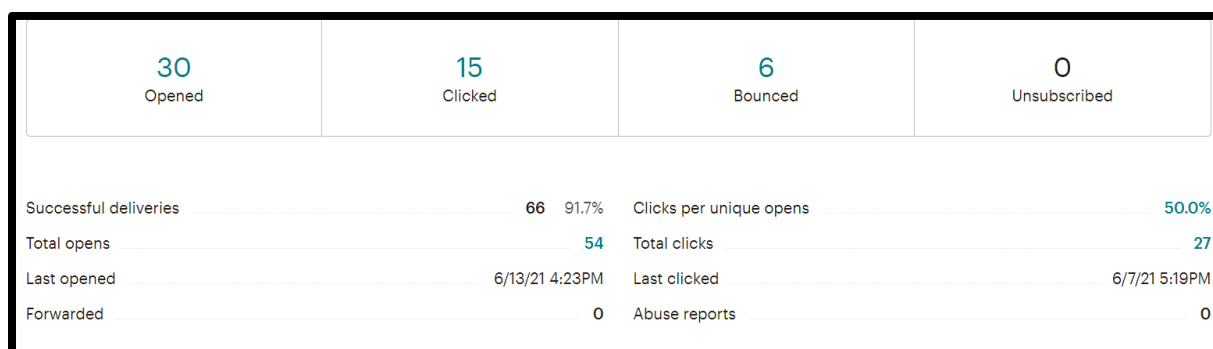 30 15 6 0
Opened Clicked Bounced Unsubscribed
Successful deliveries 66 91.7% Clicks per unique opens 50.0%
Total opens 54 Total clicks 27
Last opened 6/13/21 4:23PM Last clicked 6/7/21 5:19PM
Forwarded 0 Abuse reports 0